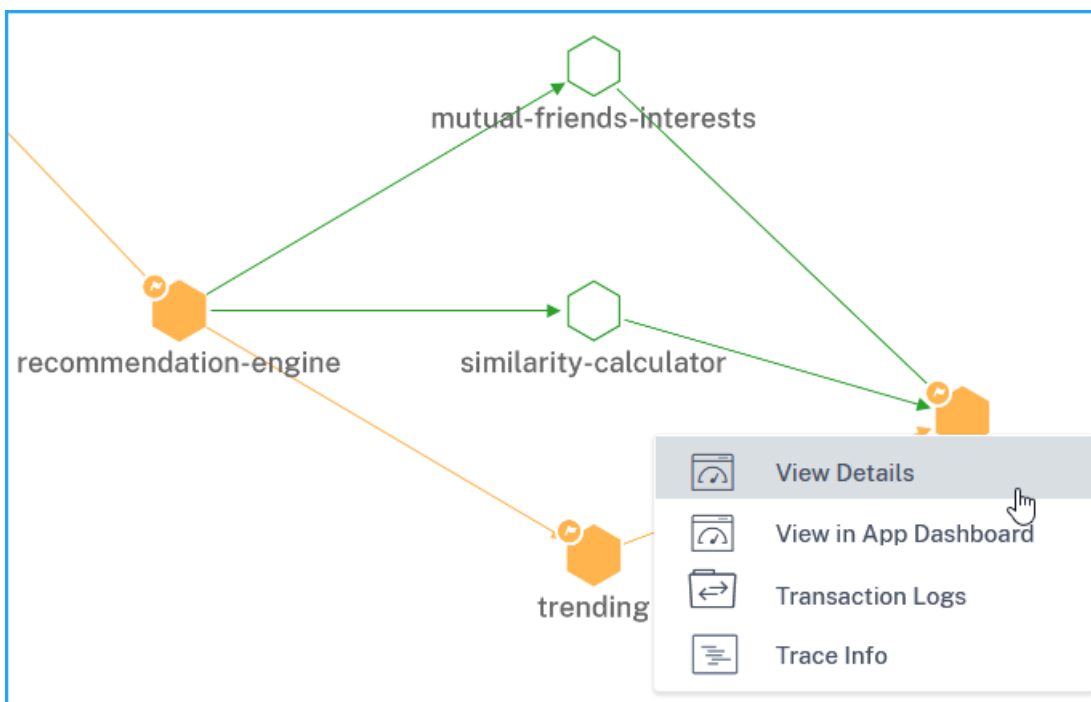 mutual-friends-interests
recommendation-engine
similarity-calculator
trending
View Details
View in App Dashboard
Transaction Logs
Trace Info